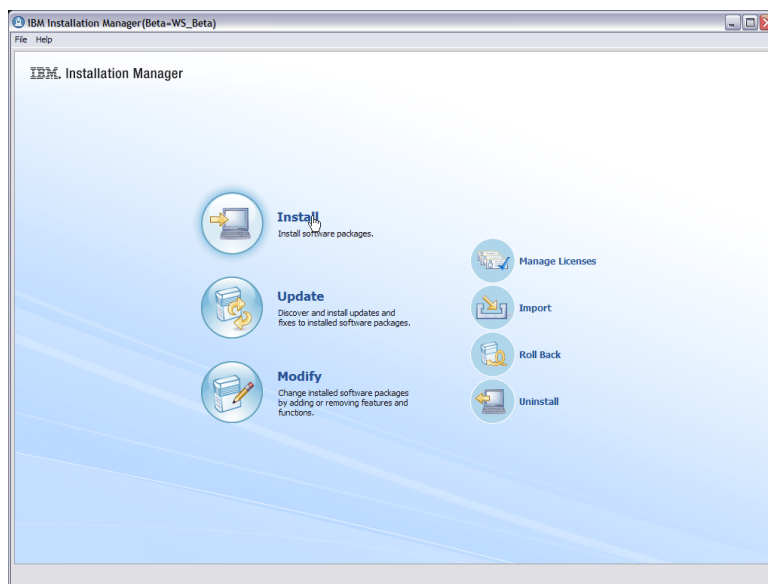 IBM Installation Manager(Beta=WS_Beta)
File Help
IBM. Installation Manager
Install
Install software packages.
Update
Discover and install updates and
fixes to installed software packages.
Modify
Change installed software packages
by adding or removing features and
functions.
Manage Licenses
Import
Roll Back
Uninstall